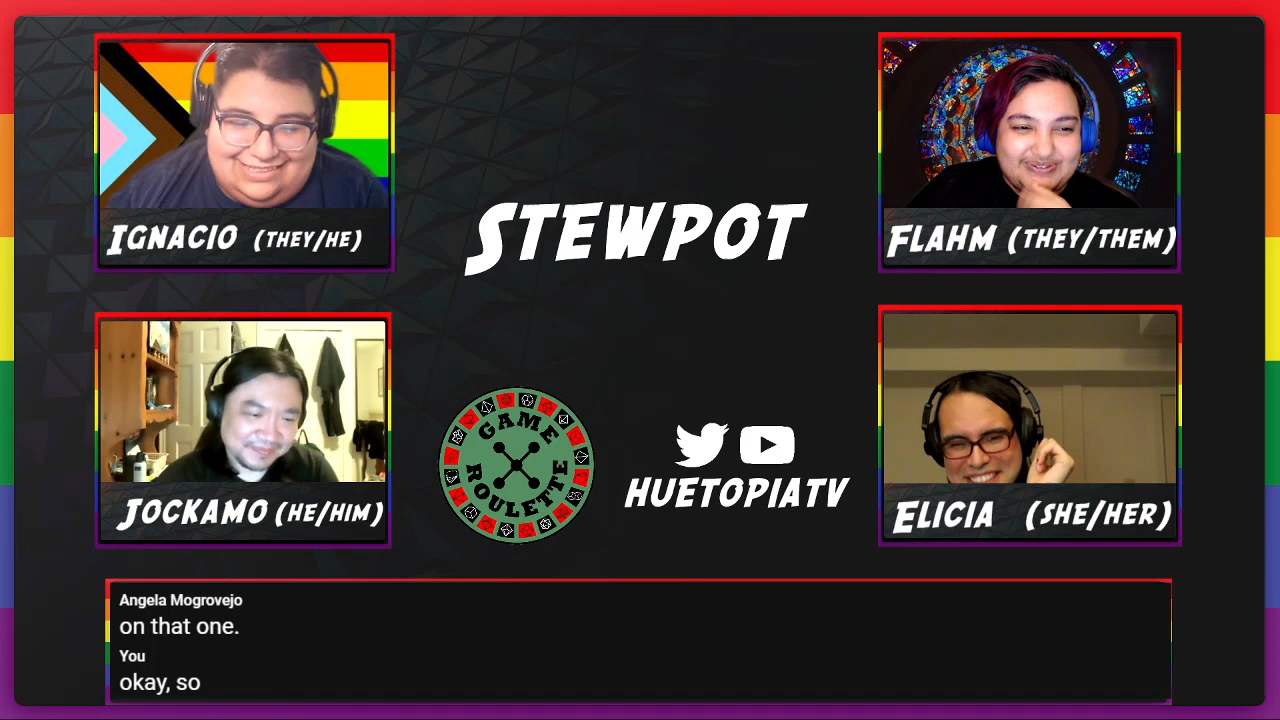 Ignacio (they/he)
Flahm (they/them)
Stewpot
Jockamo (he/him)
GAME
ROULETTE
HUETOPIATV
Elicia (she/her)
Angela Mogrovejo
on that one.
You
okay, so